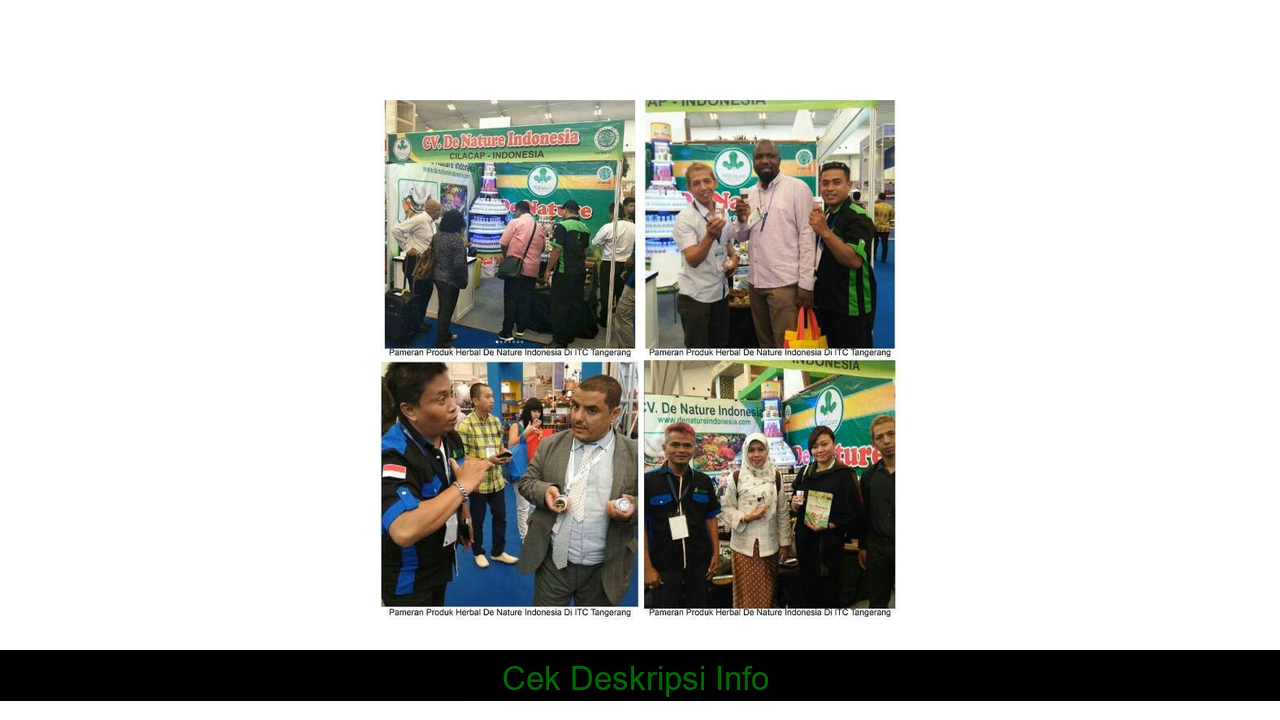 CV. De Nature Indonesia
CILACAP - INDONESIA
De Nature
Pameran Produk Herbal De Nature Indonesia Di ITC Tangerang
AP - INDONESIA
Pameran Produk Herbal De Nature Indonesia Di ITC Tangerang
Pameran Produk Herbal De Nature Indonesia Di ITC Tangerang
INDONESIA
CV. De Nature Indonesia
www.denatureindonesia.com
De Nature
Pameran Produk Herbal De Nature Indonesia Di ITC Tangerang
Cek Deskripsi Info